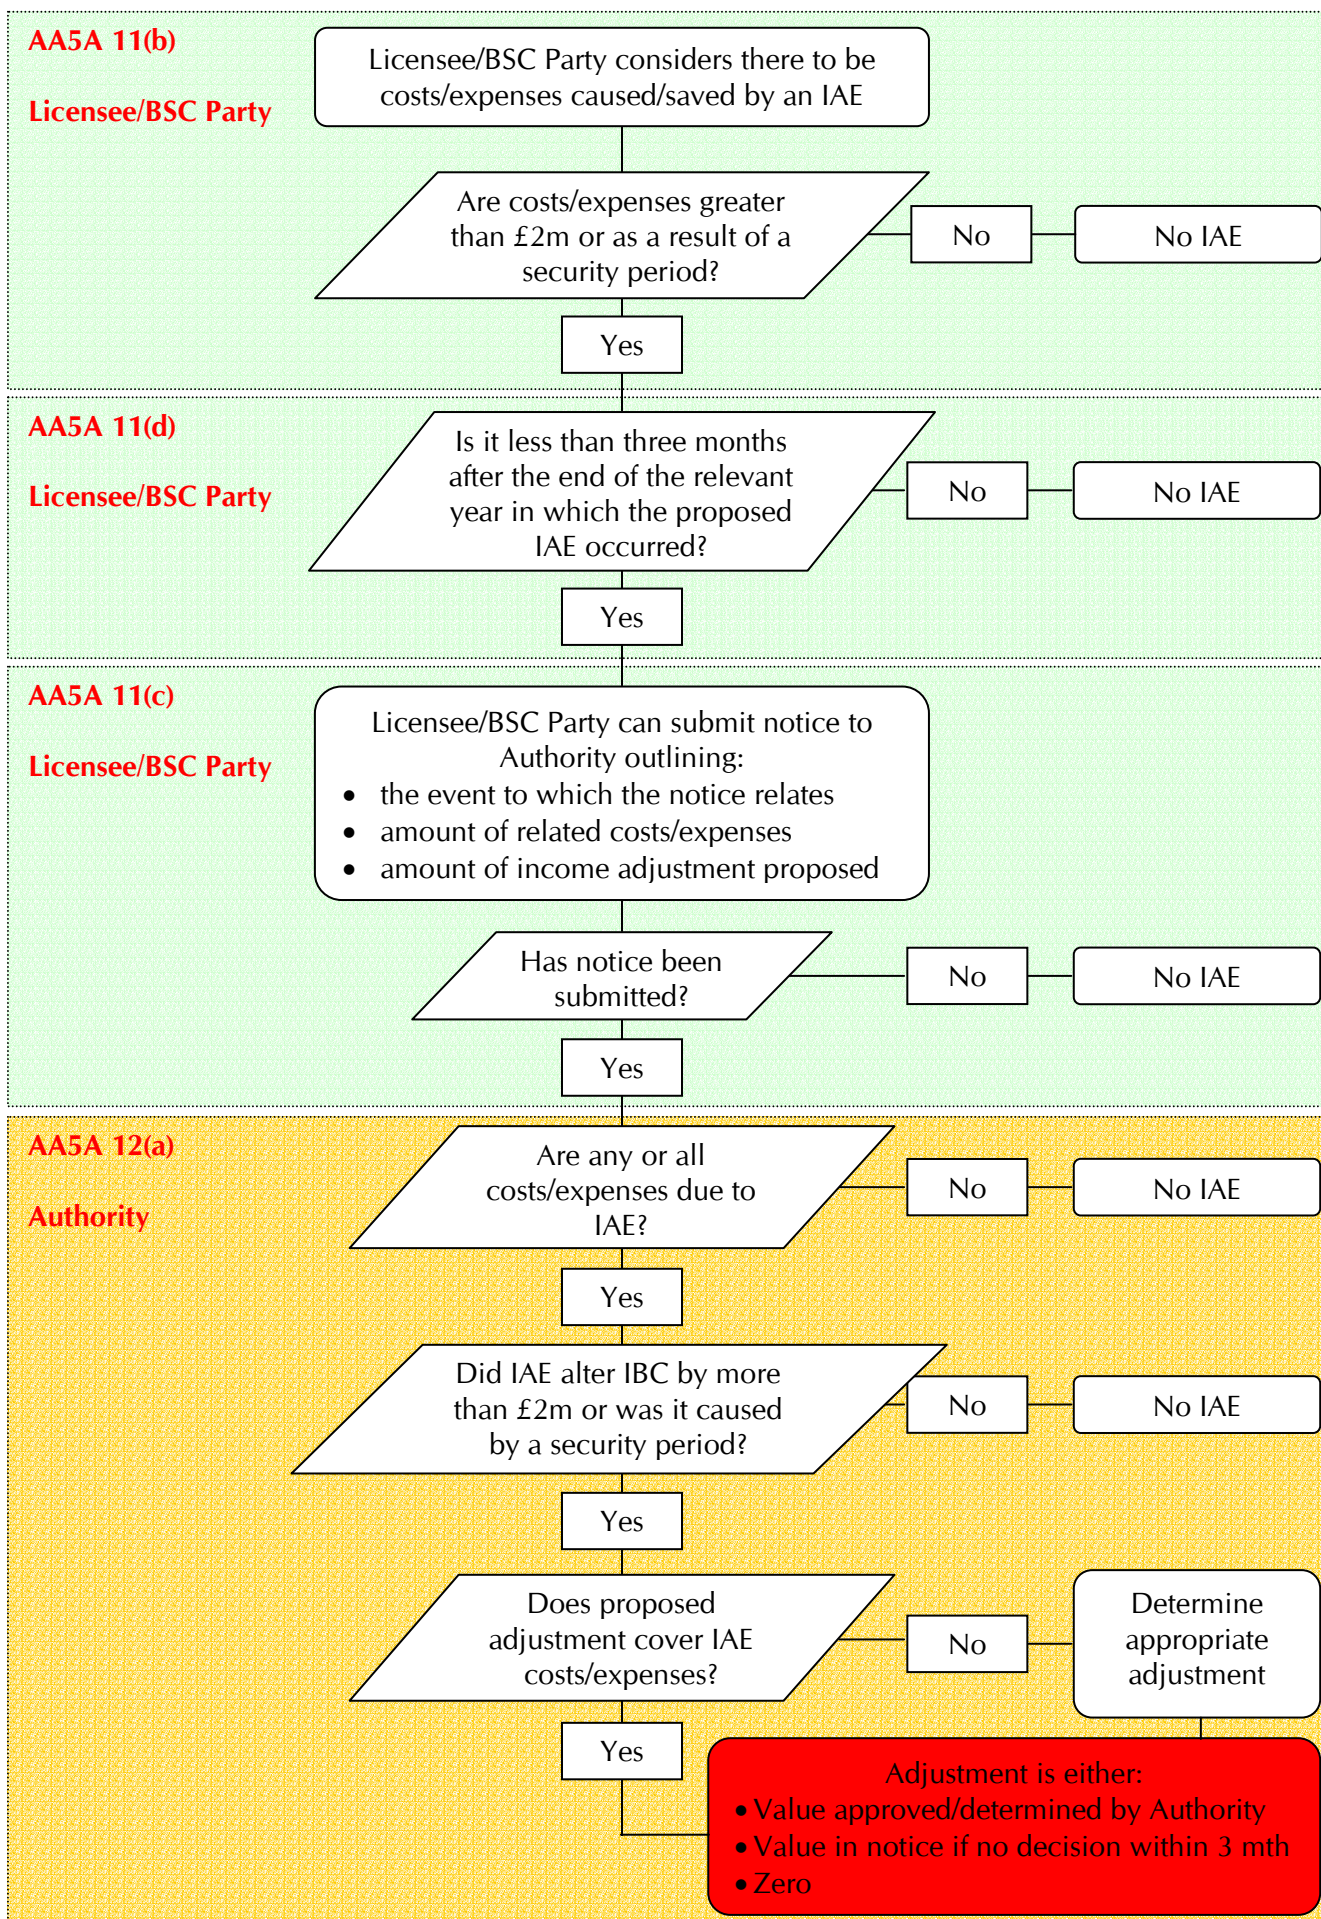 AA5A 11(b)
Licensee/BSC Party
Licensee/BSC Party considers there to be
costs/expenses caused/saved by an IAE
Are costs/expenses greater
than £2m or as a result of a
security period?
No
No IAE
Yes
AA5A 11(d)
Licensee/BSC Party
Is it less than three months
after the end of the relevant
year in which the proposed
IAE occurred?
No
No IAE
Yes
AA5A 11(c)
Licensee/BSC Party
Licensee/BSC Party can submit notice to
Authority outlining:
• the event to which the notice relates
• amount of related costs/expenses
• amount of income adjustment proposed
Has notice been
submitted?
No
No IAE
Yes
AA5A 12(a)
Authority
Are any or all
costs/expenses due to
IAE?
No
No IAE
Yes
Did IAE alter IBC by more
than £2m or was it caused
by a security period?
No
No IAE
Yes
Does proposed
adjustment cover IAE
costs/expenses?
No
Determine
appropriate
adjustment
Yes
Adjustment is either:
• Value approved/determined by Authority
• Value in notice if no decision within 3 mth
• Zero